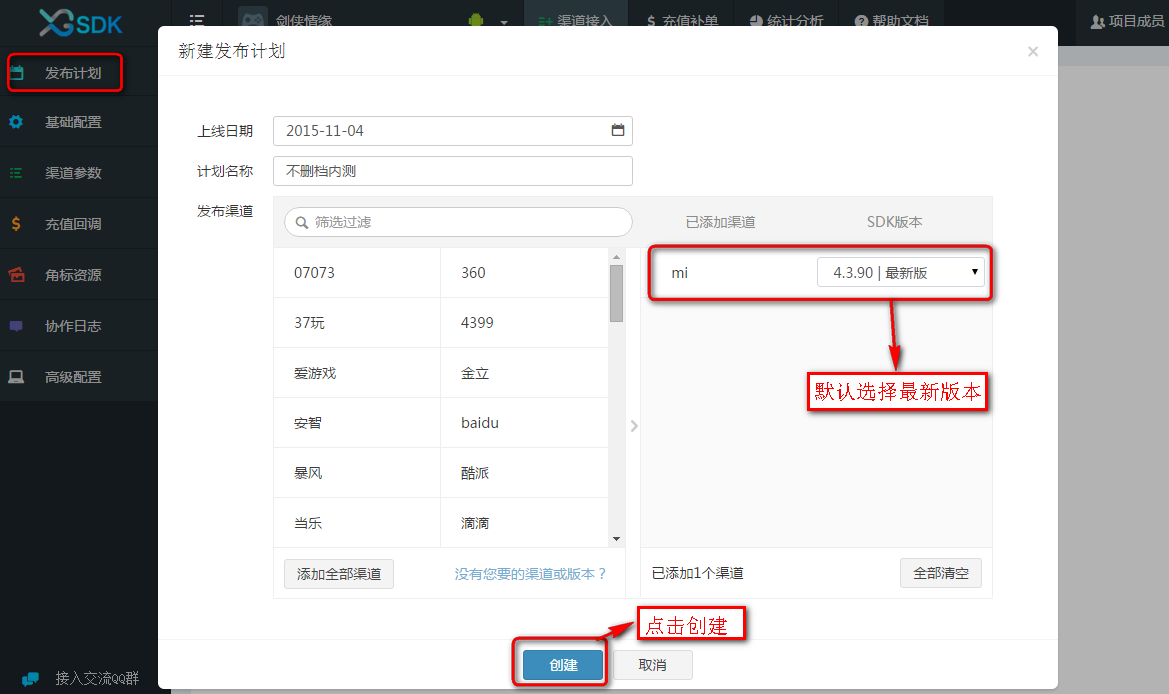 XGSDK
剑侠情缘
渠道接入
$ 充值补单
统计分析
帮助文档
项目成员
发布计划
基础配置
渠道参数
充值回调
角标资源
协作日志
高级配置
接入交流QQ群
新建发布计划
×
上线日期
2015-11-04
计划名称
不删档内测
发布渠道
筛选过滤
已添加渠道 SDK版本
07073 360
37玩 4399
爱游戏 金立
安智 baidu
暴风 酷派
当乐 滴滴
mi 4.3.90 | 最新版
默认选择最新版本
添加全部渠道 没有您要的渠道或版本？
已添加1个渠道 全部清空
点击创建
创建 取消